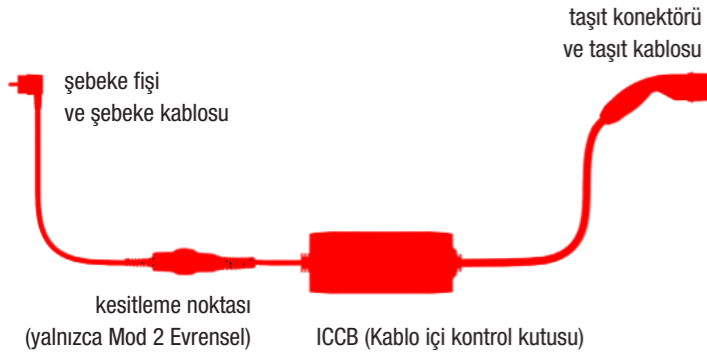 taşıt konektörü
ve taşıt kablosu
şebeke fişi
ve şebeke kablosu
kesitleme noktası
(yalnızca Mod 2 Evrensel)
ICCB (Kablo içi kontrol kutusu)